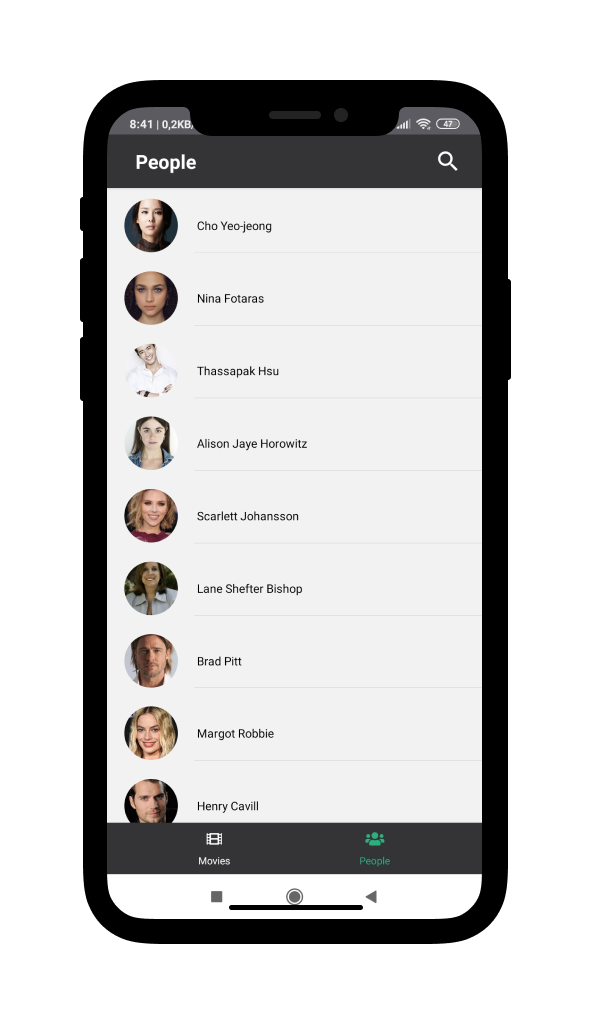 8:41 | 0,2KB/
47
People
Cho Yeo-jeong
Nina Fotaras
Thassapak Hsu
Alison Jaye Horowitz
Scarlett Johansson
Lane Shefter Bishop
Brad Pitt
Margot Robbie
Henry Cavill
Movies
People